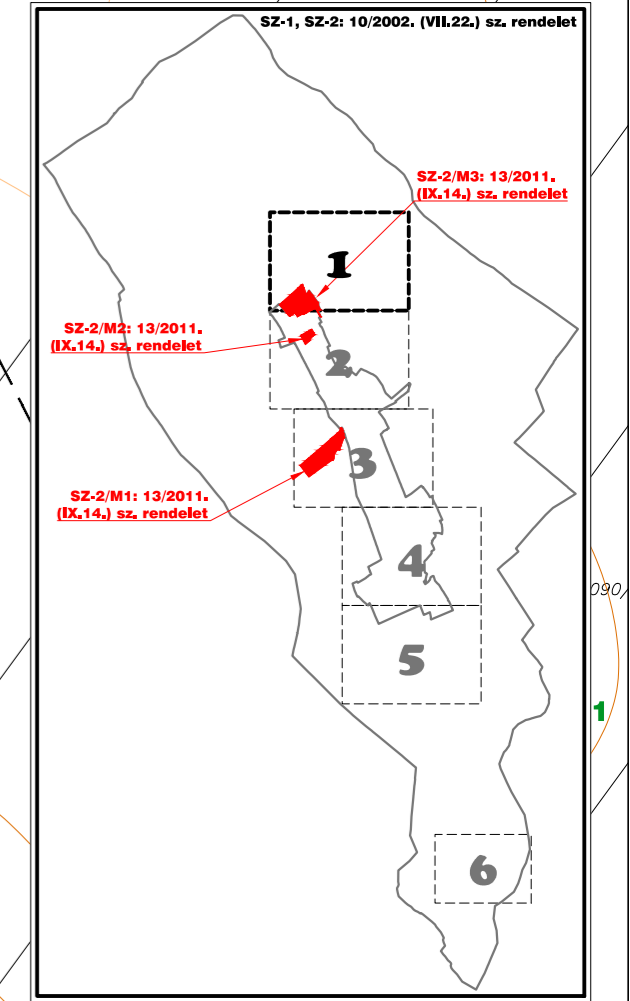 SZ-1, SZ-2: 10/2002. (VII.22.) sz. rendelet
SZ-2/M3: 13/2011.
(IX.14.) sz. rendelet
1
SZ-2/M2: 13/2011.
(IX.14.) sz. rendelet
2
3
SZ-2/M1: 13/2011.
(IX.14.) sz. rendelet
4
090/
5
1
6